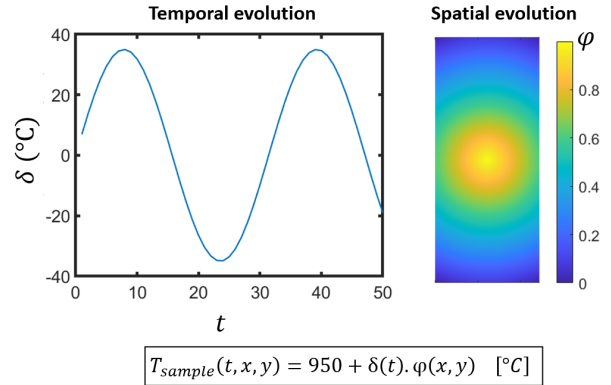 Temporal evolution
Spatial evolution
40
20
0
-20
-40
δ (°C)
0
10
20
30
40
50
t
φ
0.8
0.6
0.4
0.2
0
T_sample(t, x, y) = 950 + δ(t). φ(x, y) [°C]